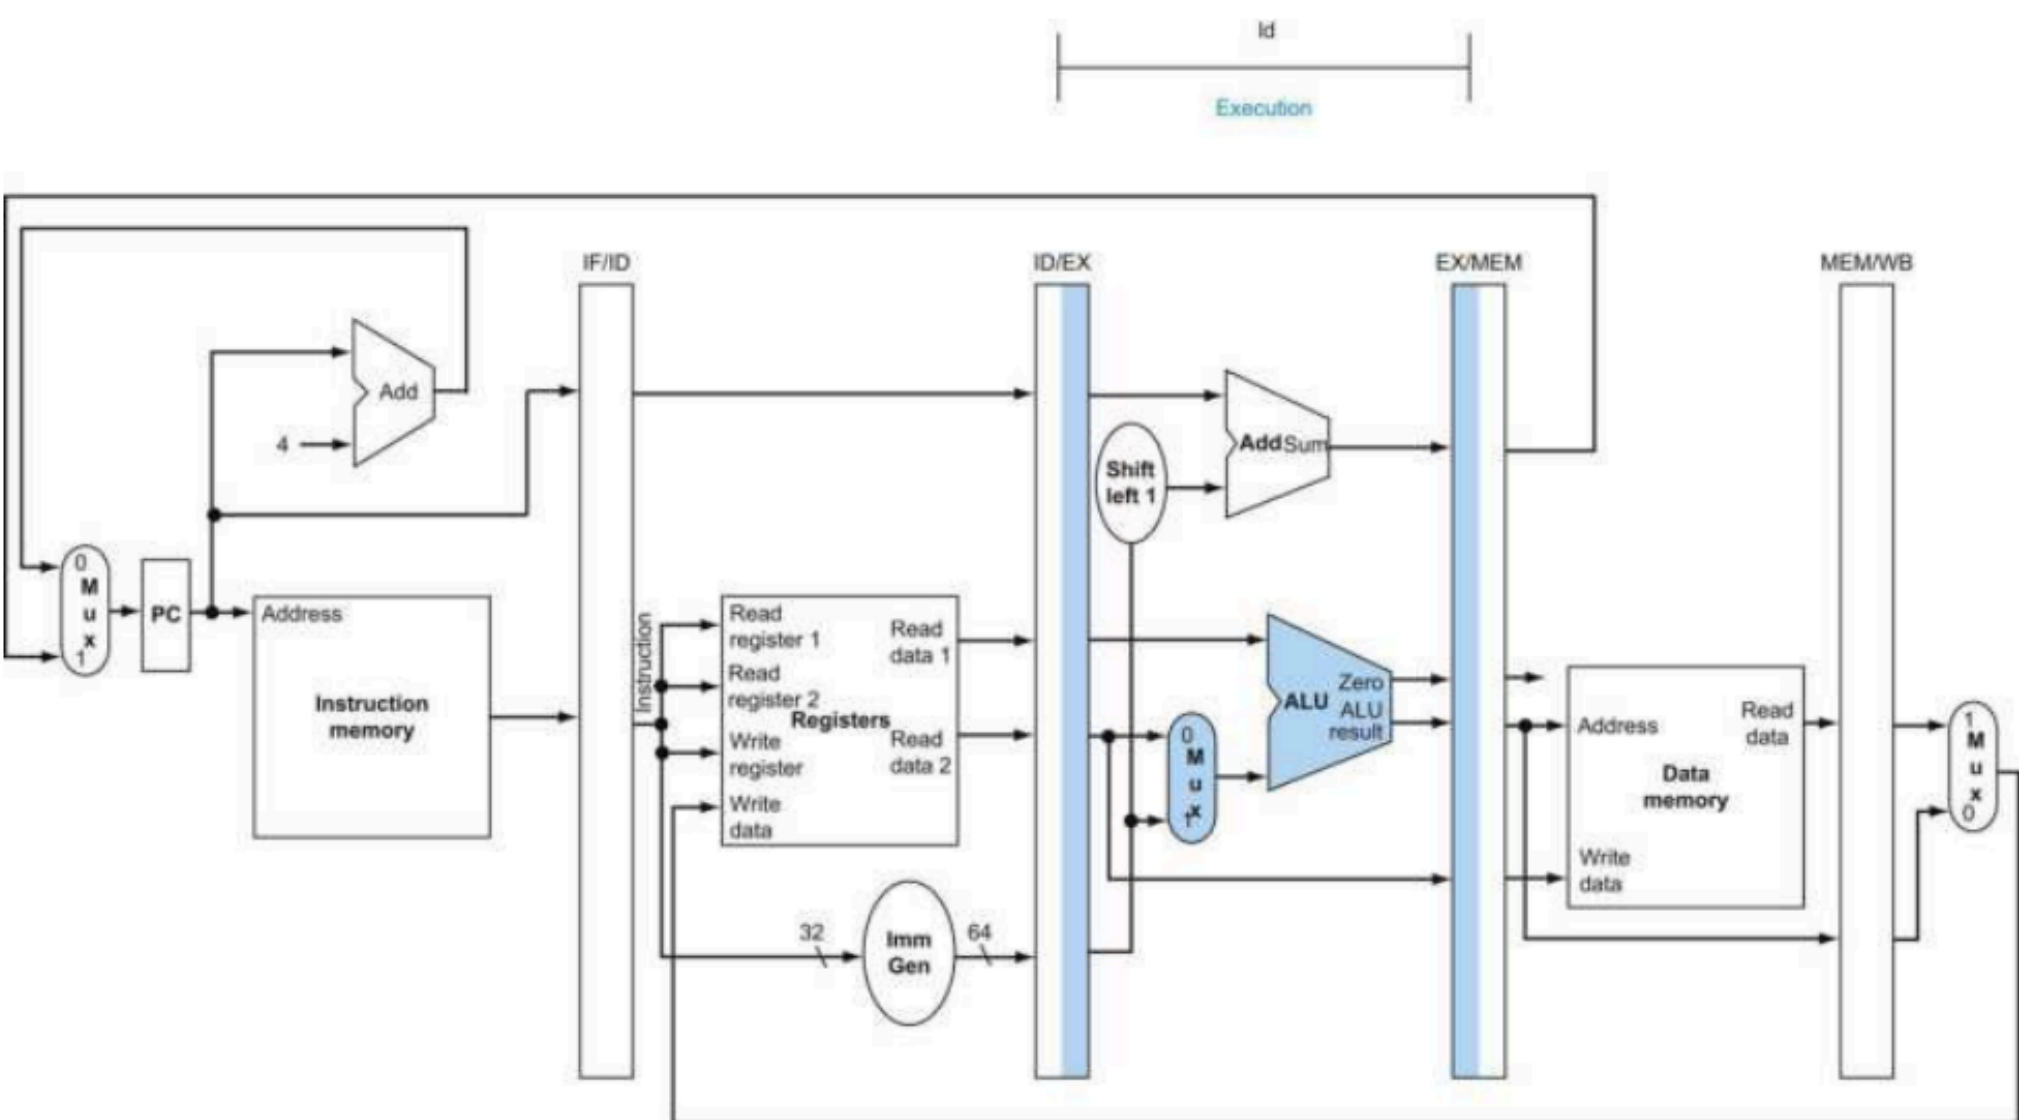 ld
Execution
IF/ID
ID/EX
EX/MEM
MEM/WB
Add
4
Add Sum
Shift
left 1
0
M
u
x
1
PC
Address
Instruction
memory
Instruction
Read
register 1
Read
register 2
Write
register
Write
data
Registers
Read
data 1
Read
data 2
0
M
u
x
1
ALU
Zero
ALU
result
Address
Read
data
Data
memory
Write
data
1
M
u
x
0
32
Imm
Gen
64